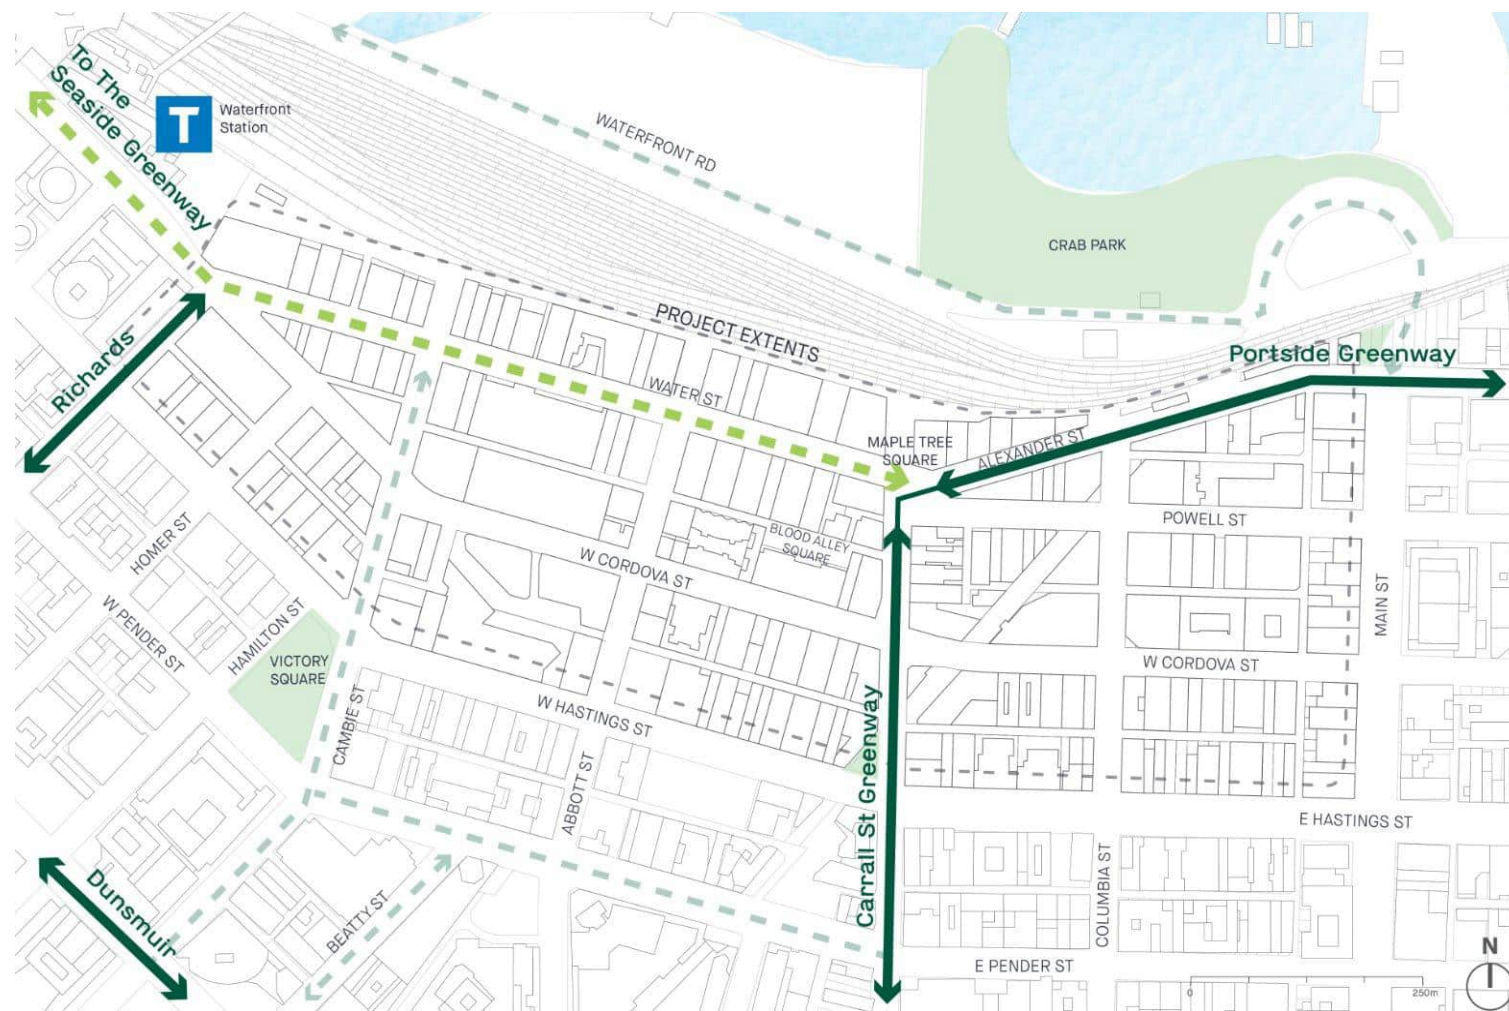 To The
Seaside Greenway
T
Waterfront
Station
WATERFRONT RD
CRAB PARK
PROJECT EXTENTS
Richards
Portside Greenway
WATER ST
MAPLE TREE
SQUARE
ALEXANDER ST
POWELL ST
BLOOD ALLEY
SQUARE
HOMER ST
W CORDOVA ST
MAIN ST
W PENDER ST
HAMILTON ST
VICTORY
SQUARE
W CORDOVA ST
CAMBIE ST
W HASTINGS ST
Carrall St Greenway
ABBOTT ST
E HASTINGS ST
Dunsmuir
BEATTY ST
COLUMBIA ST
E PENDER ST
N
0
250m